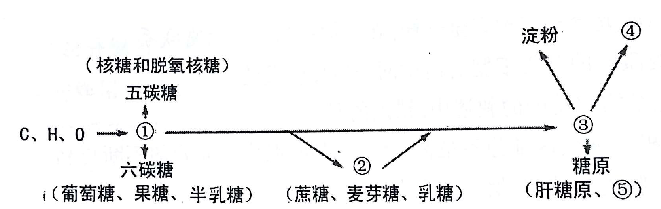 淀粉
④
(核糖和脱氧核糖)
五碳糖
C、H、O
①
③
六碳糖
②
糖原
(葡萄糖、果糖、半乳糖)
(蔗糖、麦芽糖、乳糖)
(肝糖原、⑤)